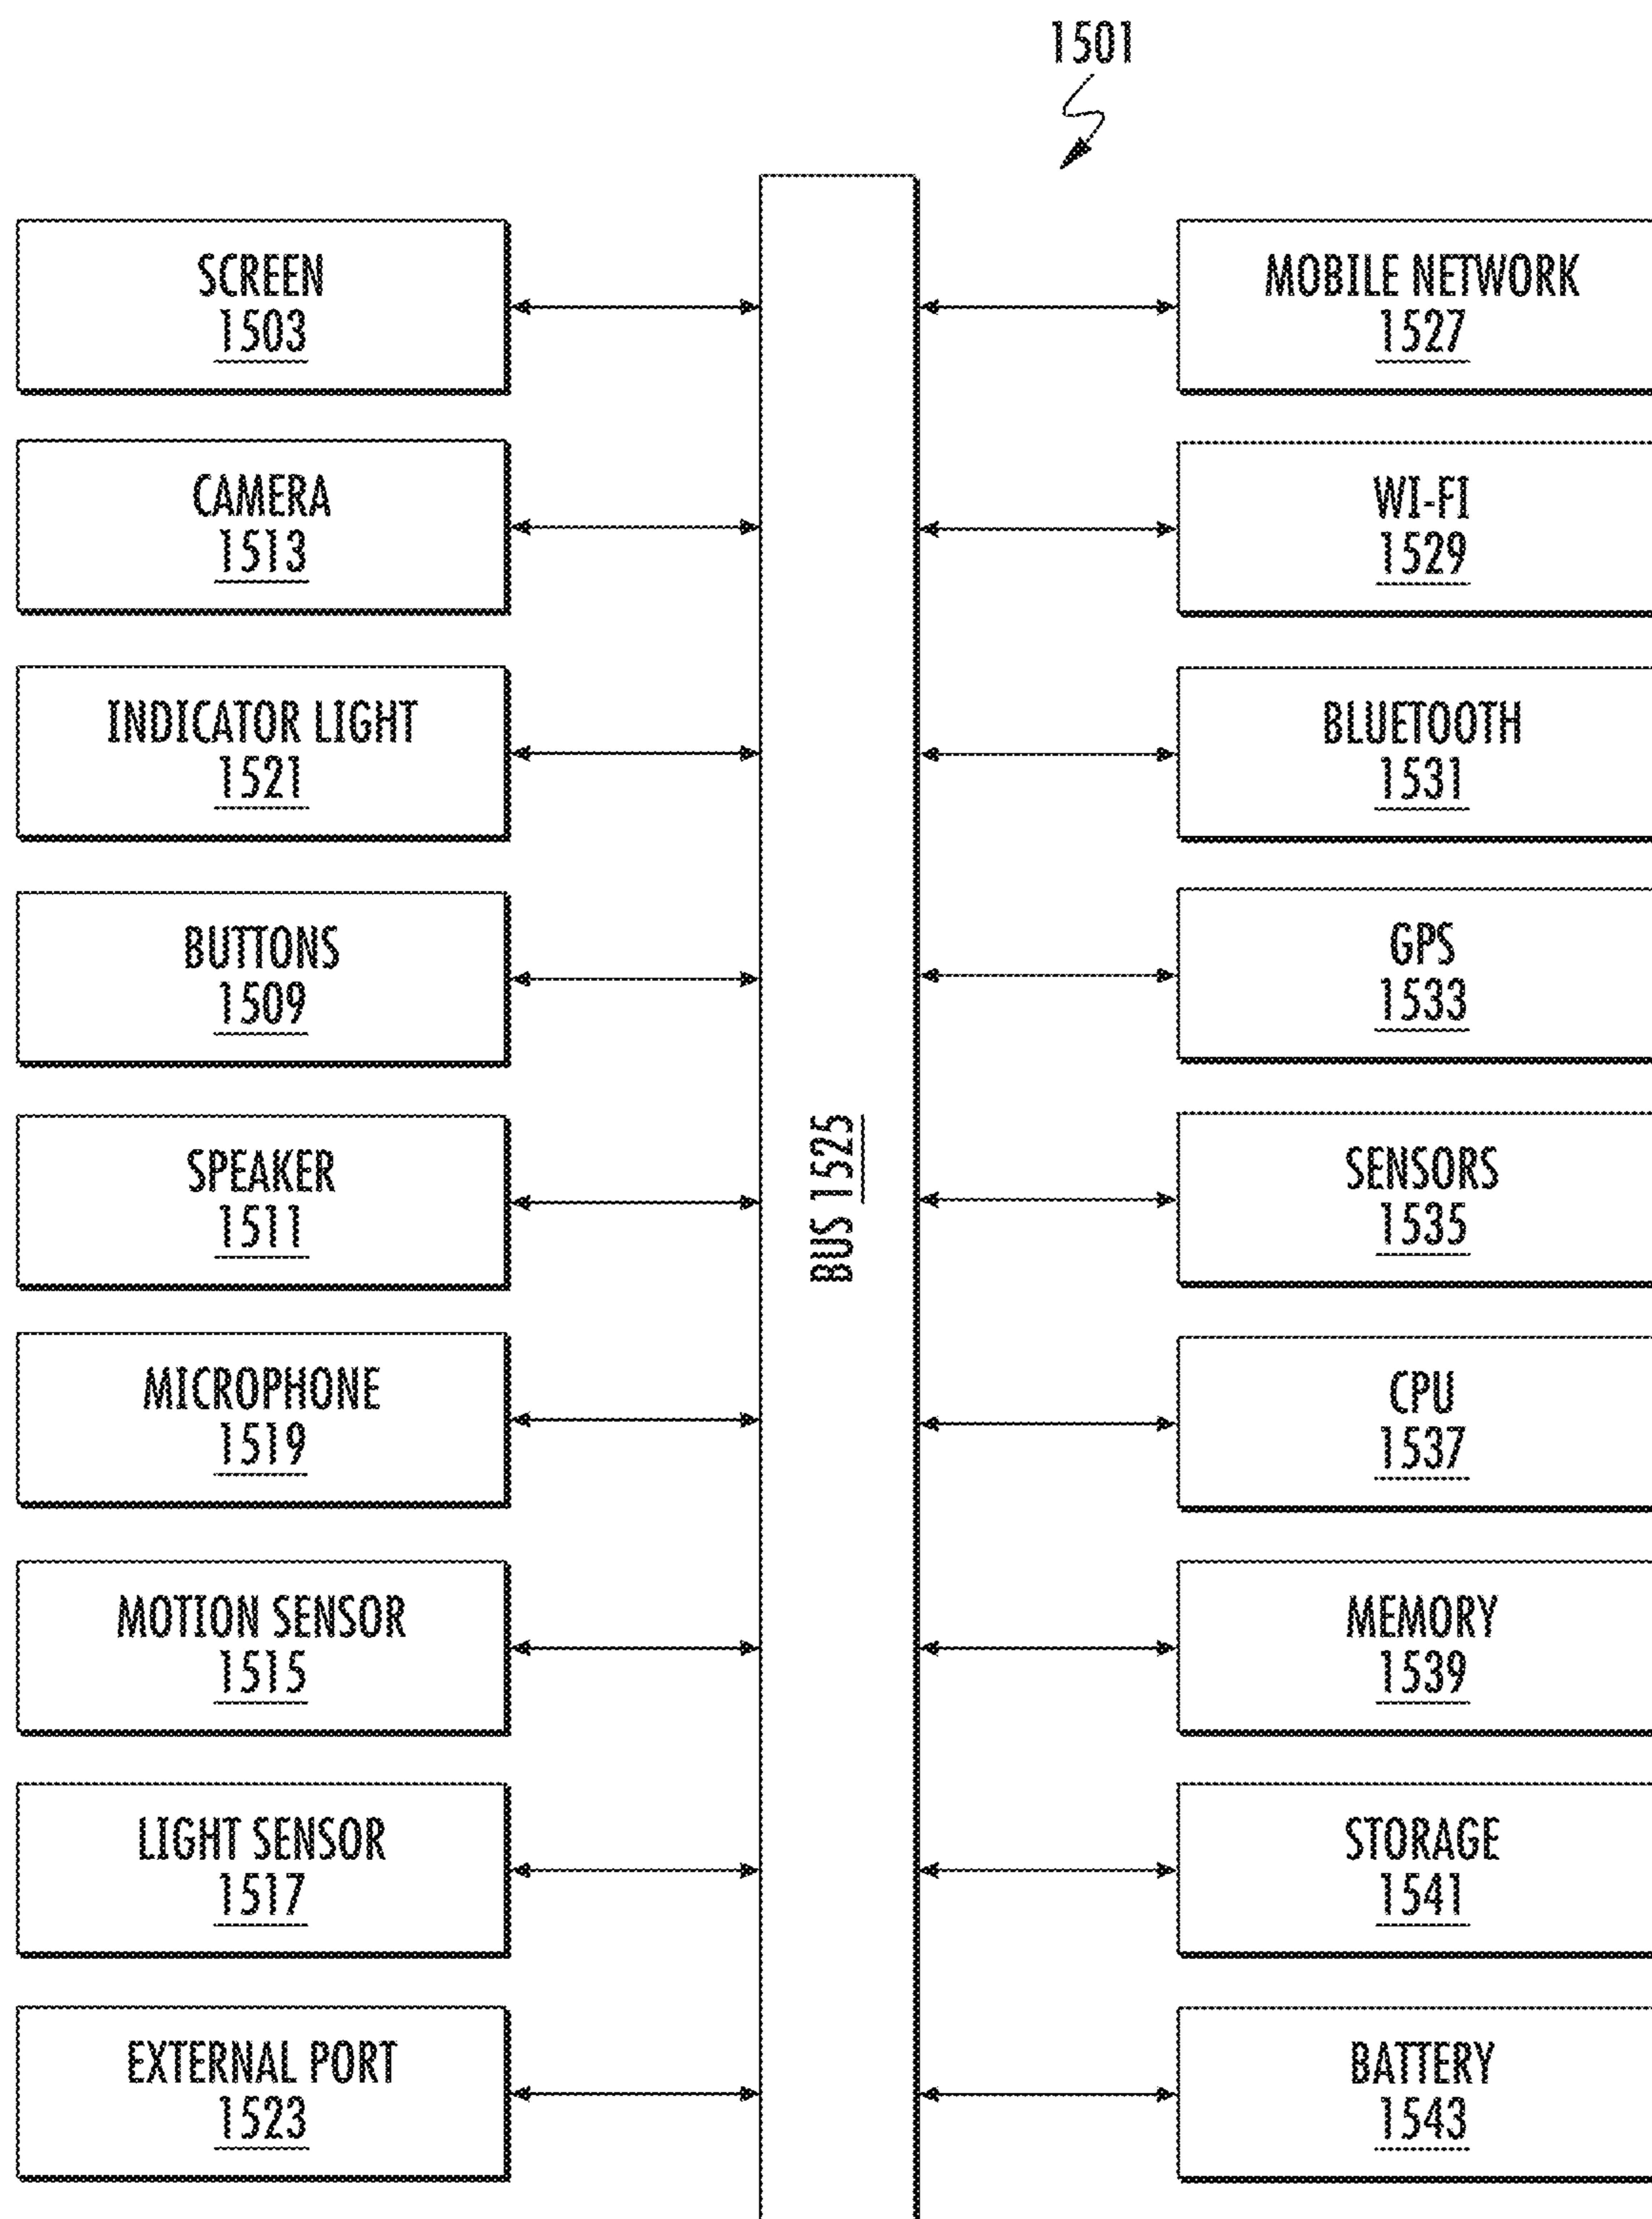 1501
SCREEN
1503
CAMERA
1513
INDICATOR LIGHT
1521
BUTTONS
1509
SPEAKER
1511
MICROPHONE
1519
MOTION SENSOR
1515
LIGHT SENSOR
1517
EXTERNAL PORT
1523
BUS 1525
MOBILE NETWORK
1527
WI-FI
1529
BLUETOOTH
1531
GPS
1533
SENSORS
1535
CPU
1537
MEMORY
1539
STORAGE
1541
BATTERY
1543